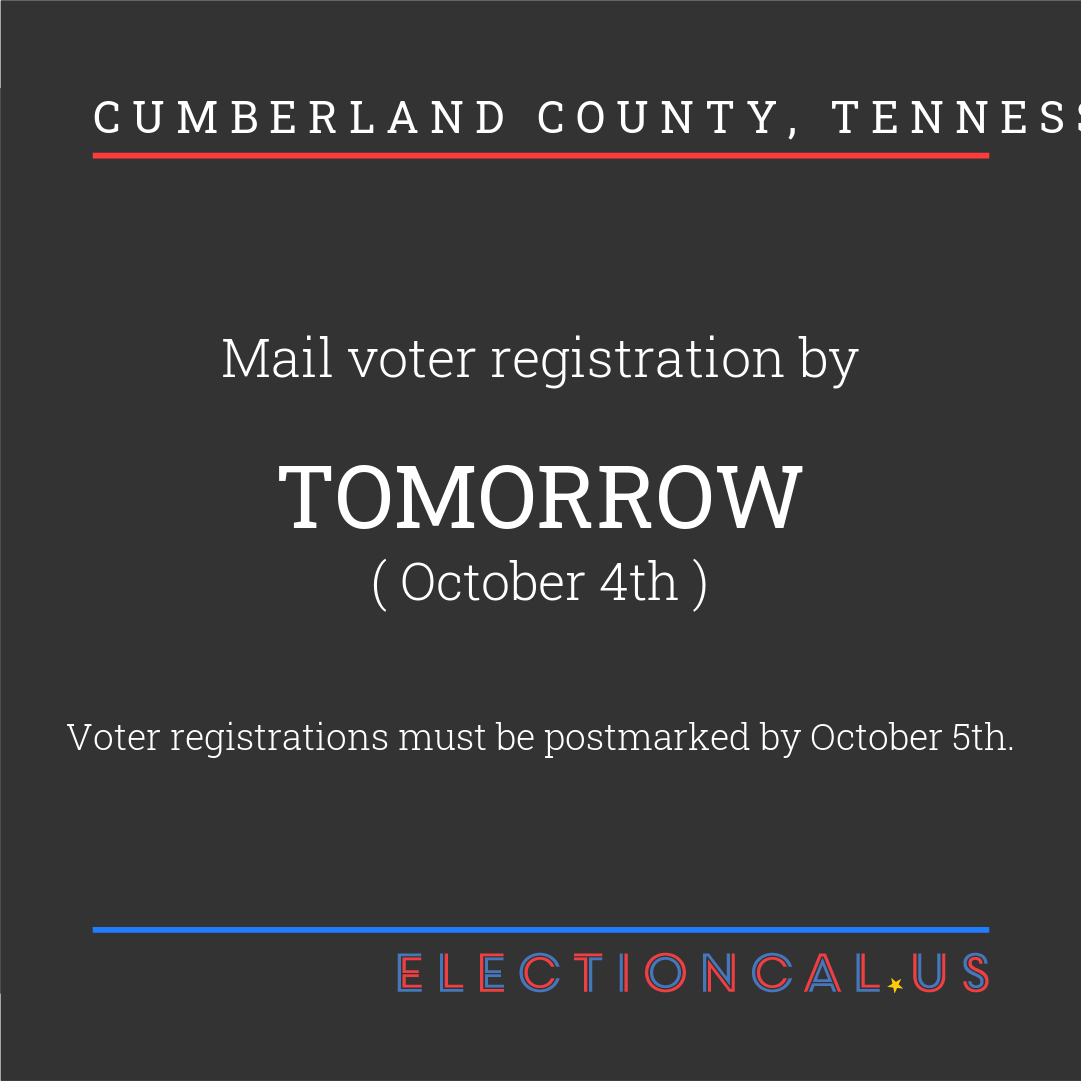 CUMBERLAND COUNTY, TENNESS
Mail voter registration by
TOMORROW
( October 4th )
Voter registrations must be postmarked by October 5th.
ELECTIONCAL.US